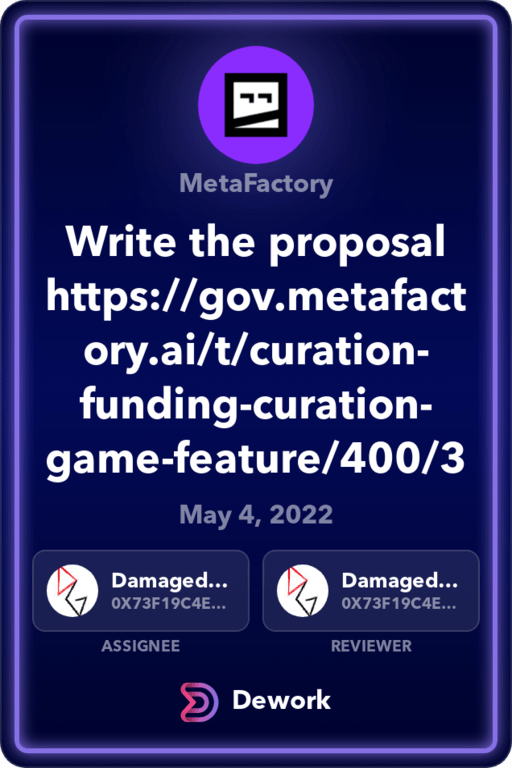 MetaFactory
Write the proposal
https://gov.metafact
ory.ai/t/curation-
funding-curation-
game-feature/400/3
May 4, 2022
Damaged...
0X73F19C4E...
ASSIGNEE
Damaged...
0X73F19C4E...
REVIEWER
Dework